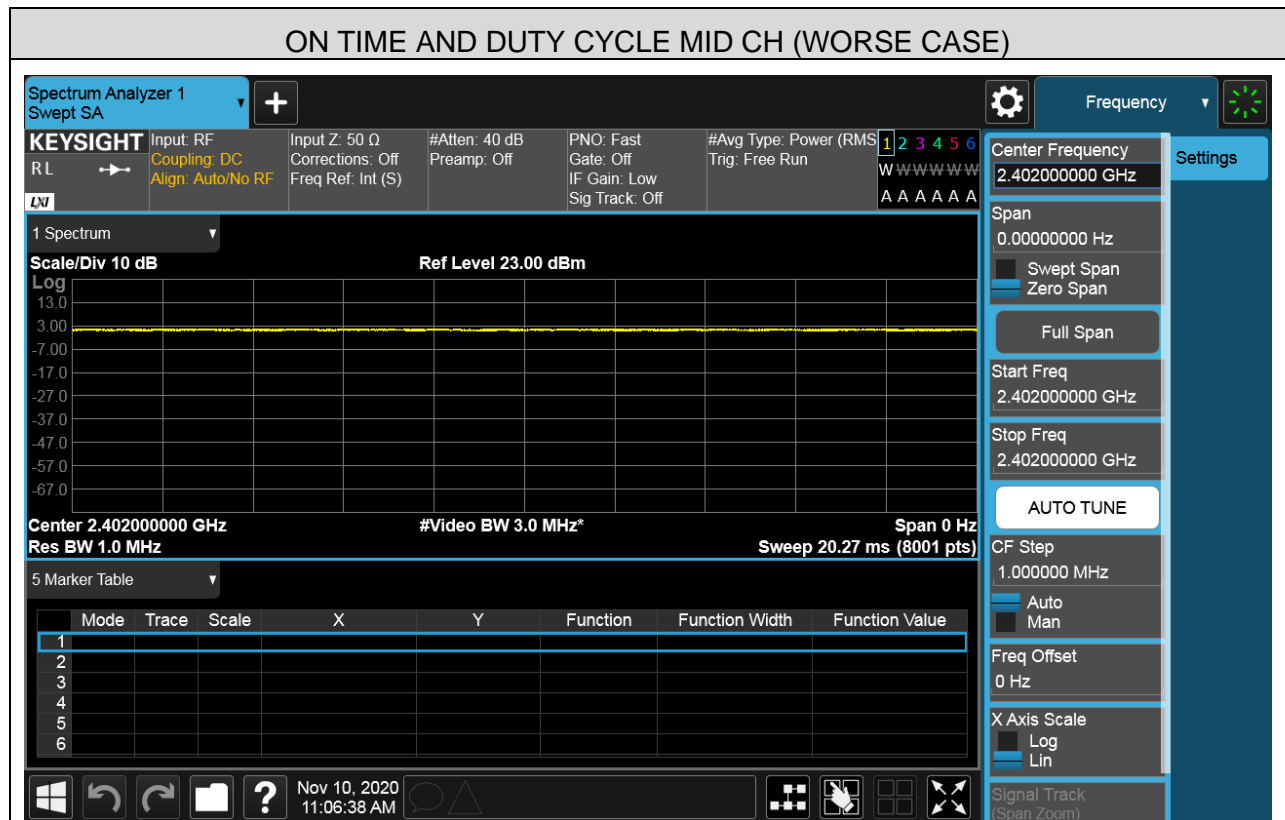 ON TIME AND DUTY CYCLE MID CH (WORSE CASE)
Spectrum Analyzer 1
Swept SA
+
Frequency
KEYSIGHT
RL
LXI
Input: RF
Coupling: DC
Align: Auto/No RF
Input Z: 50 Ω
Corrections: Off
Freq Ref: Int (S)
#Atten: 40 dB
Preamp: Off
PNO: Fast
Gate: Off
IF Gain: Low
Sig Track: Off
#Avg Type: Power (RMS
Trig: Free Run
1 2 3 4 5 6
W W W W W W
A A A A A A
1 Spectrum
Scale/Div 10 dB
Ref Level 23.00 dBm
Log
13.0
3.00
-7.00
-17.0
-27.0
-37.0
-47.0
-57.0
-67.0
Center 2.402000000 GHz
#Video BW 3.0 MHz*
Span 0 Hz
Res BW 1.0 MHz
Sweep 20.27 ms (8001 pts)
5 Marker Table
Mode Trace Scale X Y Function Function Width Function Value
1
2
3
4
5
6
?
Nov 10, 2020
11:06:38 AM
Center Frequency
2.402000000 GHz
Settings
Span
0.00000000 Hz
Swept Span
Zero Span
Full Span
Start Freq
2.402000000 GHz
Stop Freq
2.402000000 GHz
AUTO TUNE
CF Step
1.000000 MHz
Auto
Man
Freq Offset
0 Hz
X Axis Scale
Log
Lin
Signal Track
(Span Zoom)